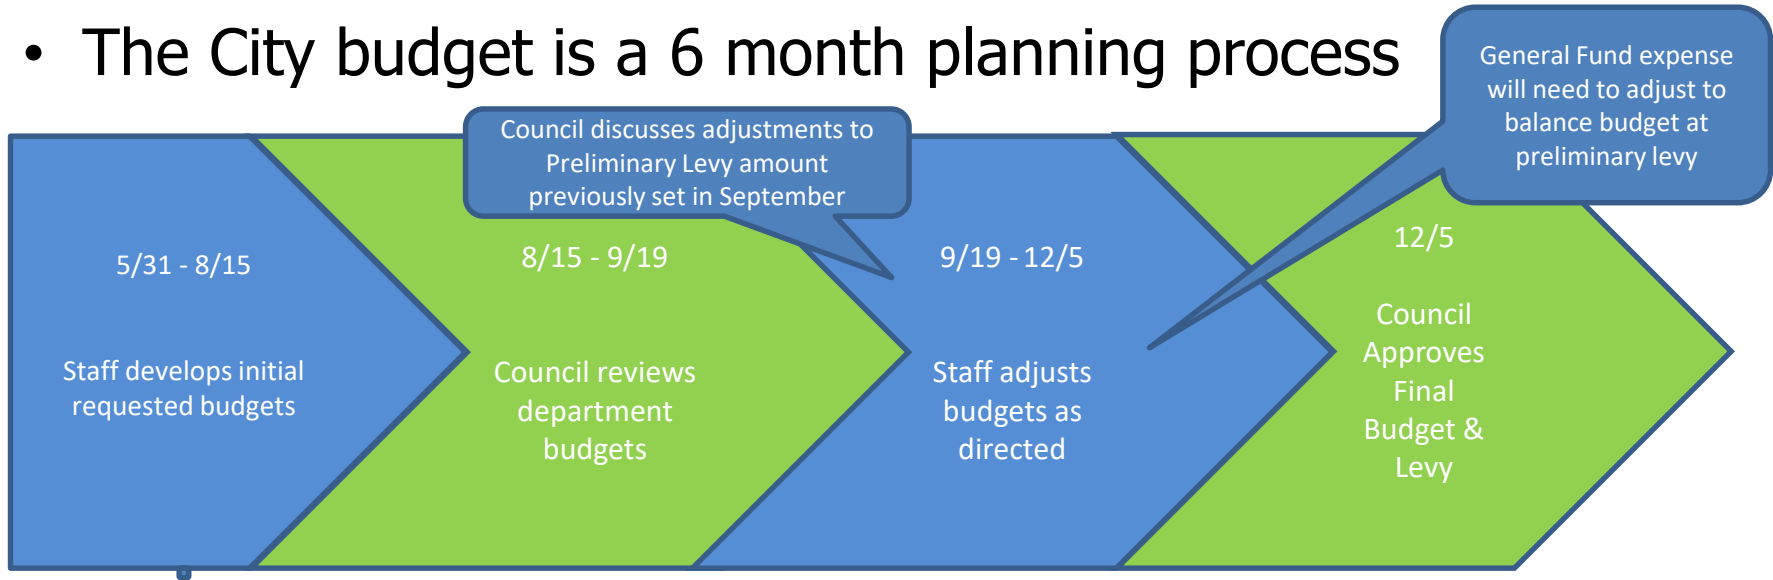 • The City budget is a 6 month planning process
General Fund expense
will need to adjust to
balance budget at
preliminary levy
Council discusses adjustments to
Preliminary Levy amount
previously set in September
5/31 - 8/15
Staff develops initial
requested budgets
8/15 - 9/19
Council reviews
department
budgets
9/19 - 12/5
Staff adjusts
budgets as
directed
12/5
Council
Approves
Final
Budget &
Levy